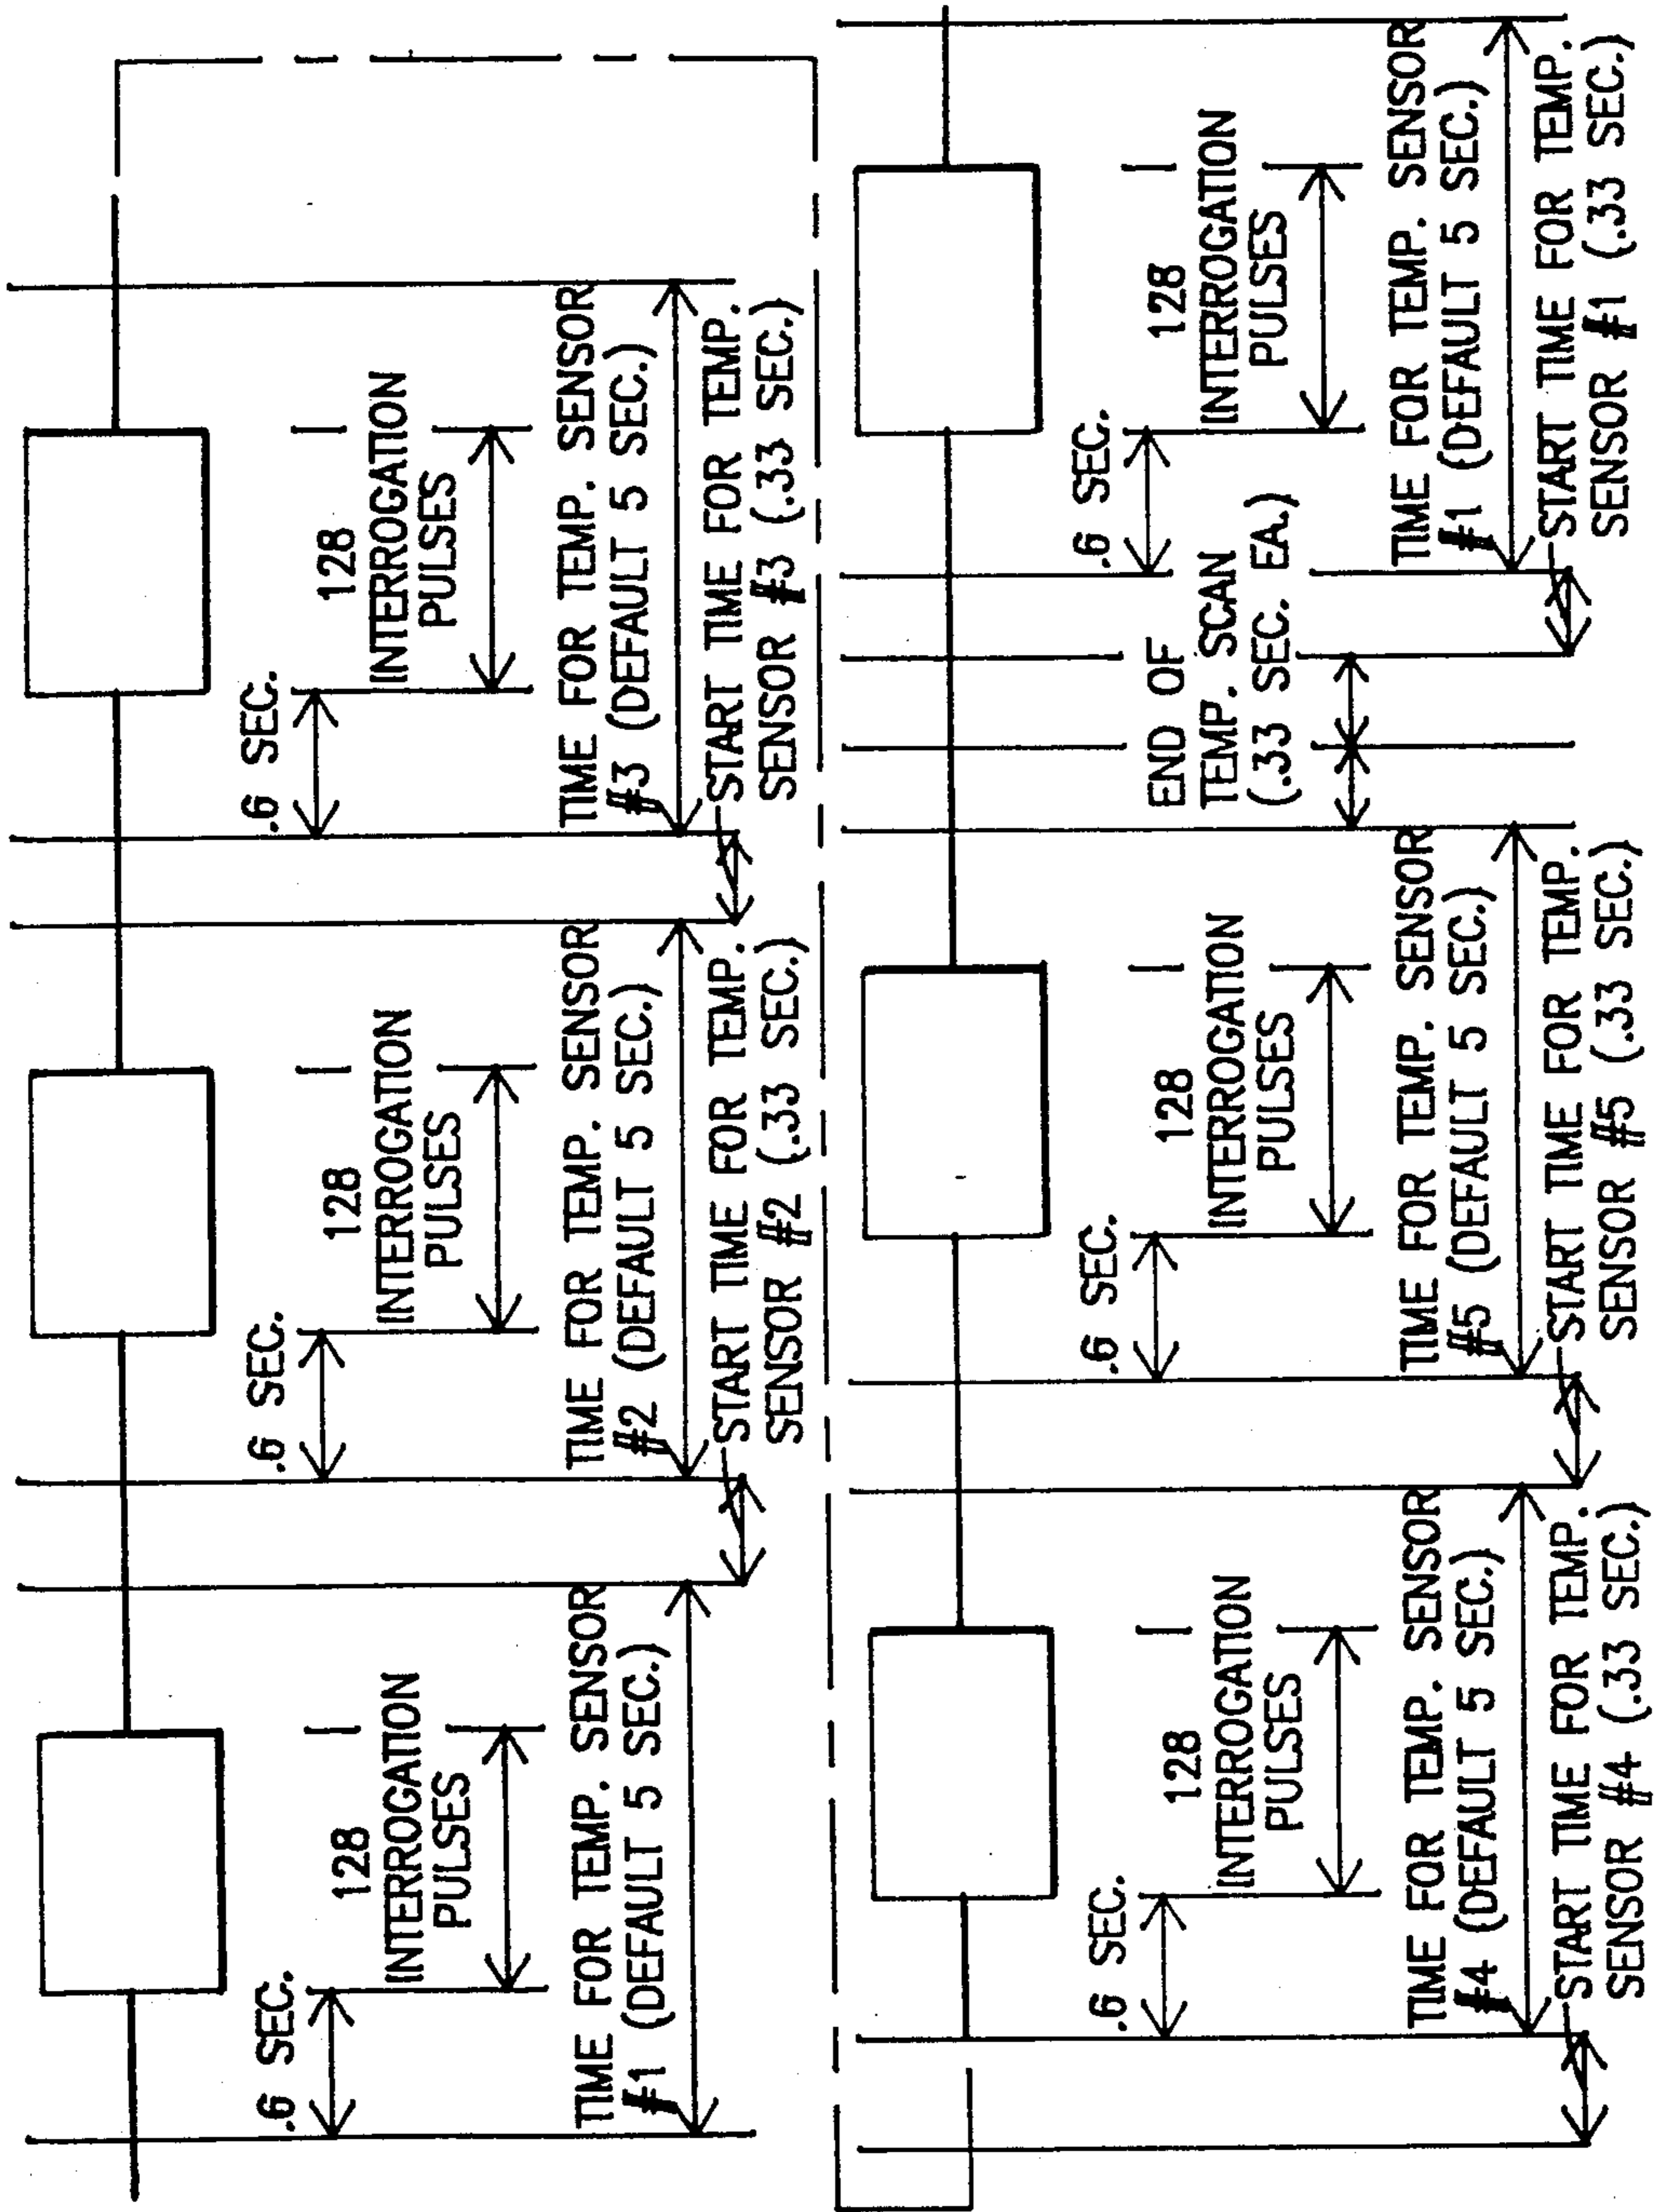 .6 SEC.
128
INTERROGATION
PULSES
TIME FOR TEMP. SENSOR
#1 (DEFAULT 5 SEC.)
.6 SEC.
128
INTERROGATION
PULSES
TIME FOR TEMP. SENSOR
#2 (DEFAULT 5 SEC.)
START TIME FOR TEMP.
SENSOR #2 (.33 SEC.)
.6 SEC.
128
INTERROGATION
PULSES
TIME FOR TEMP. SENSOR
#3 (DEFAULT 5 SEC.)
START TIME FOR TEMP.
SENSOR #3 (.33 SEC.)
.6 SEC.
128
INTERROGATION
PULSES
TIME FOR TEMP. SENSOR
#4 (DEFAULT 5 SEC.)
START TIME FOR TEMP.
SENSOR #4 (.33 SEC.)
.6 SEC.
128
INTERROGATION
PULSES
TIME FOR TEMP. SENSOR
#5 (DEFAULT 5 SEC.)
START TIME FOR TEMP.
SENSOR #5 (.33 SEC.)
END OF
TEMP. SCAN
(.33 SEC. EA.)
.6 SEC.
128
INTERROGATION
PULSES
TIME FOR TEMP. SENSOR
#1 (DEFAULT 5 SEC.)
START TIME FOR TEMP.
SENSOR #1 (.33 SEC.)